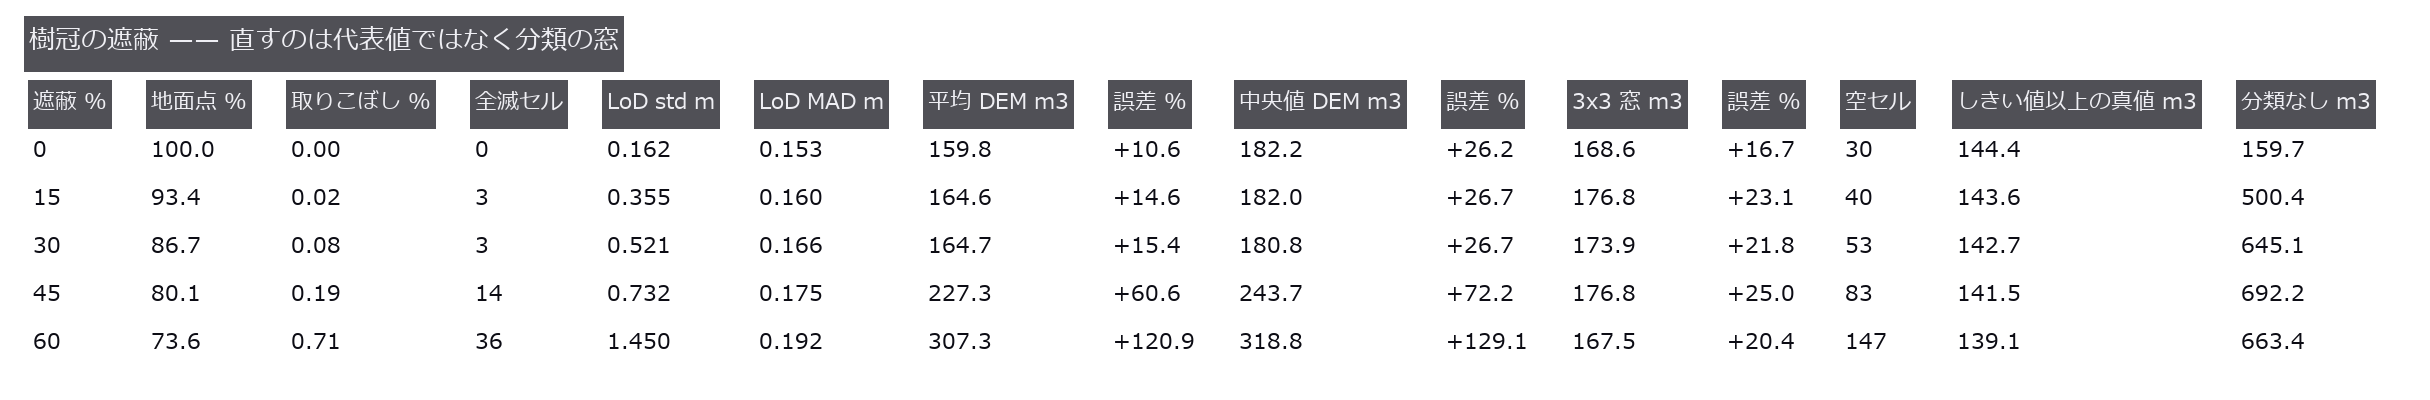 樹冠の遮蔽 —— 直すのは代表値ではなく分類の窓
遮蔽 % 地面点 % 取りこぼし % 全滅セル LoD std m LoD MAD m 平均 DEM m3 誤差 % 中央値 DEM m3 誤差 % 3x3 窓 m3 誤差 % 空セル しきい値以上の真値 m3 分類なし m3
0 100.0 0.00 0 0.162 0.153 159.8 +10.6 182.2 +26.2 168.6 +16.7 30 144.4 159.7
15 93.4 0.02 3 0.355 0.160 164.6 +14.6 182.0 +26.7 176.8 +23.1 40 143.6 500.4
30 86.7 0.08 3 0.521 0.166 164.7 +15.4 180.8 +26.7 173.9 +21.8 53 142.7 645.1
45 80.1 0.19 14 0.732 0.175 227.3 +60.6 243.7 +72.2 176.8 +25.0 83 141.5 692.2
60 73.6 0.71 36 1.450 0.192 307.3 +120.9 318.8 +129.1 167.5 +20.4 147 139.1 663.4